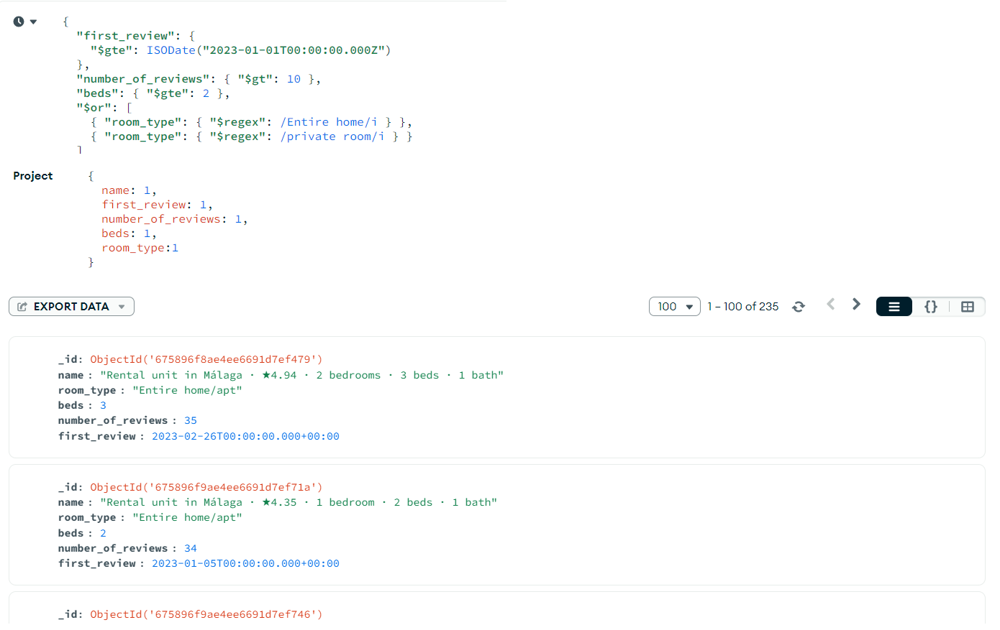 {
"first_review": {
"$gte": ISODate("2023-01-01T00:00:00.000Z")
},
"number_of_reviews": { "$gt": 10 },
"beds": { "$gte": 2 },
"$or": [
{ "room_type": { "$regex": /Entire home/i } },
{ "room_type": { "$regex": /private room/i } }
]
Project {
name: 1,
first_review: 1,
number_of_reviews: 1,
beds: 1,
room_type:1
}
EXPORT DATA 100 1 – 100 of 235 {}
_id: ObjectId('675896f8ae4ee6691d7ef479')
name : "Rental unit in Málaga · ★4.94 · 2 bedrooms · 3 beds · 1 bath"
room_type : "Entire home/apt"
beds : 3
number_of_reviews : 35
first_review : 2023-02-26T00:00:00.000+00:00
_id: ObjectId('675896f9ae4ee6691d7ef71a')
name : "Rental unit in Málaga · ★4.35 · 1 bedroom · 2 beds · 1 bath"
room_type : "Entire home/apt"
beds : 2
number_of_reviews : 34
first_review : 2023-01-05T00:00:00.000+00:00
_id: ObjectId('675896f9ae4ee6691d7ef746')